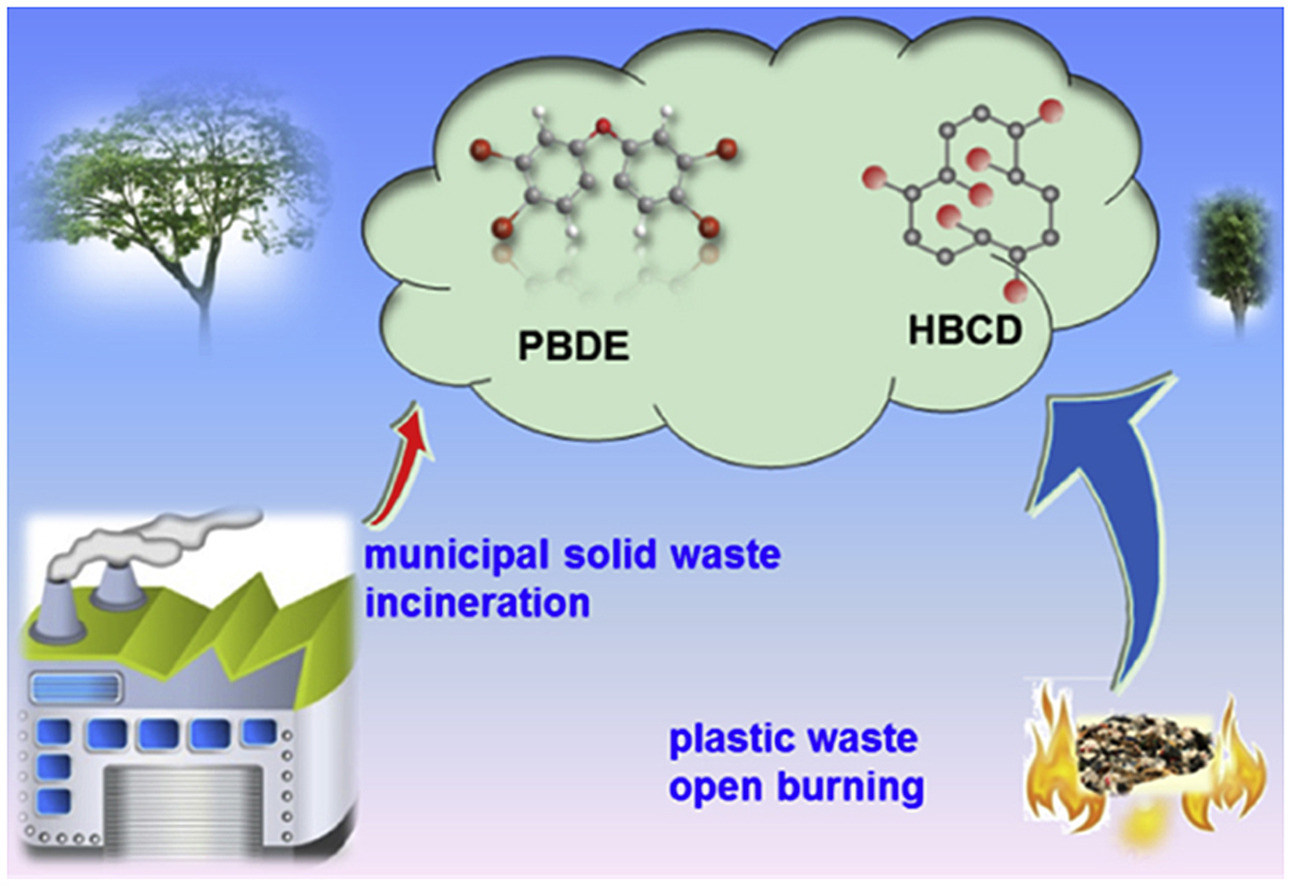 PBDE
HBCD
municipal solid waste
incineration
plastic waste
open burning